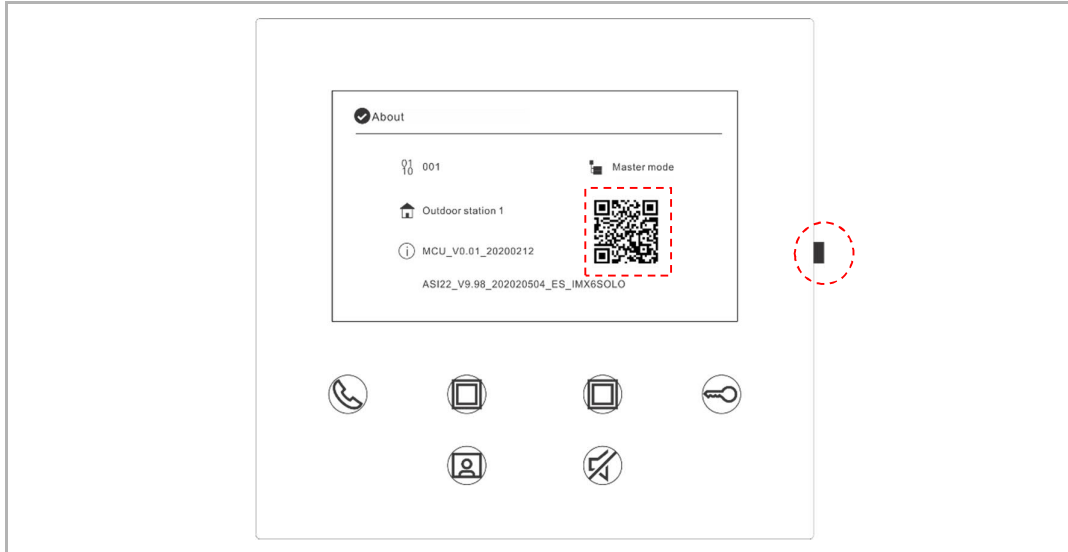 About
01
10
001
Master mode
Outdoor station 1
MCU_V0.01_20200212
ASI22_V9.98_202020504_ES_IMX6SOLO